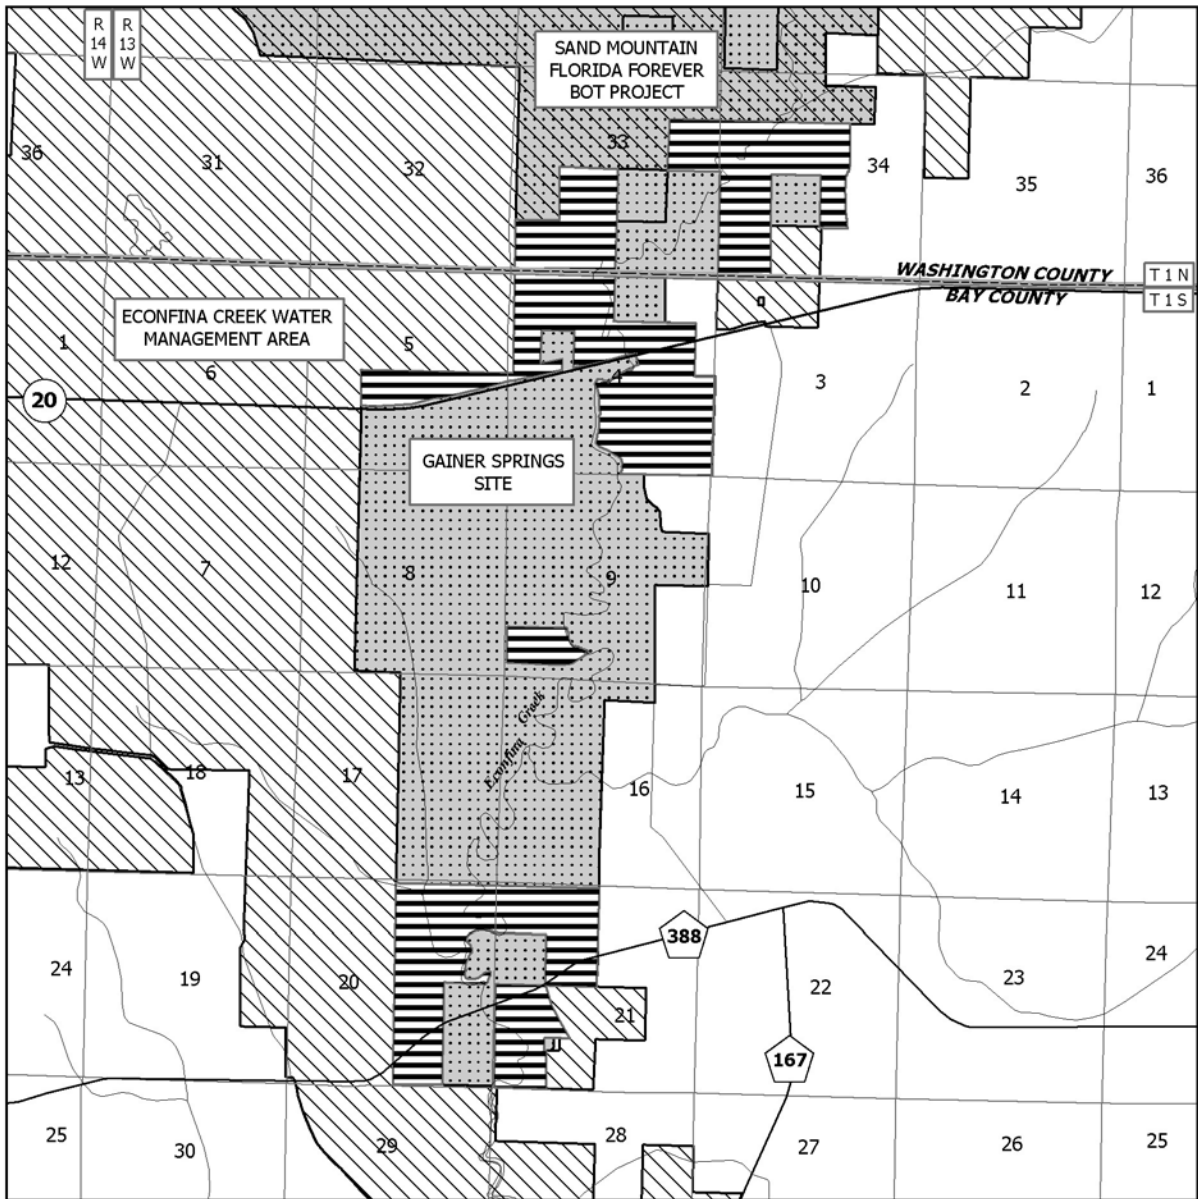 R
14
W
R
13
W
SAND MOUNTAIN
FLORIDA FOREVER
BOT PROJECT
36
31
32
33
34
35
36
WASHINGTON COUNTY
T 1 N
BAY COUNTY
T 1 S
ECONFINA CREEK WATER
MANAGEMENT AREA
1
6
5
4
3
2
1
20
GAINER SPRINGS
SITE
12
7
8
9
10
11
12
Econfina Creek
13
18
17
16
15
14
13
388
24
19
20
21
22
23
24
167
25
30
29
28
27
26
25